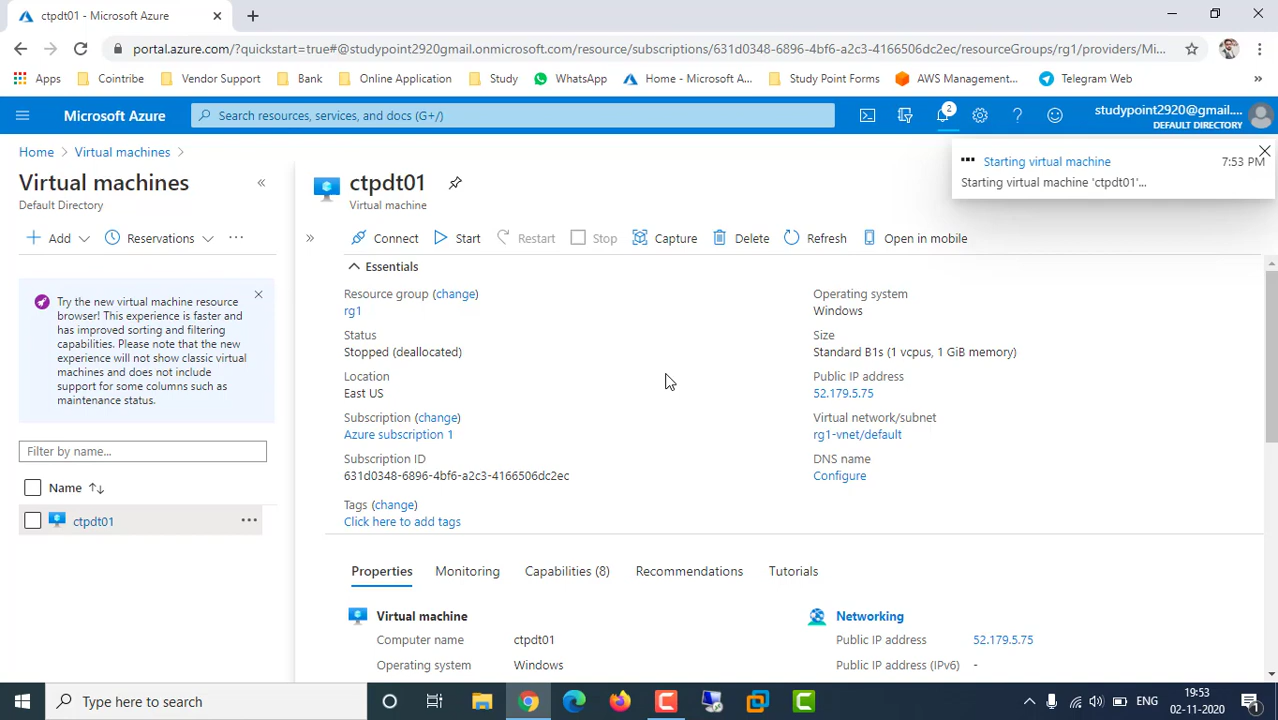 ctpdt01 - Microsoft Azure
portal.azure.com/?quickstart=true#@studypoint2920gmail.onmicrosoft.com/resource/subscriptions/631d0348-6896-4bf6-a2c3-4166506dc2ec/resourceGroups/rg1/providers/Mi...
Apps Cointribe Vendor Support Bank Online Application Study WhatsApp Home - Microsoft A... Study Point Forms AWS Management... Telegram Web »
Microsoft Azure
Search resources, services, and docs (G+/)
2
studypoint2920@gmail....
DEFAULT DIRECTORY
Home > Virtual machines >
Starting virtual machine 7:53 PM
Starting virtual machine 'ctpdt01'...
Virtual machines «
Default Directory
ctpdt01
Virtual machine
+ Add Reservations ...
» Connect Start Restart Stop Capture Delete Refresh Open in mobile
Essentials
Try the new virtual machine resource
browser! This experience is faster and
has improved sorting and filtering
capabilities. Please note that the new
experience will not show classic virtual
machines and does not include
support for some columns such as
maintenance status.
Filter by name...
Name
ctpdt01 ...
Resource group (change)
rg1
Status
Stopped (deallocated)
Location
East US
Subscription (change)
Azure subscription 1
Subscription ID
631d0348-6896-4bf6-a2c3-4166506dc2ec
Tags (change)
Click here to add tags
Operating system
Windows
Size
Standard B1s (1 vcpus, 1 GiB memory)
Public IP address
52.179.5.75
Virtual network/subnet
rg1-vnet/default
DNS name
Configure
Properties Monitoring Capabilities (8) Recommendations Tutorials
Virtual machine
Computer name ctpdt01
Operating system Windows
Networking
Public IP address 52.179.5.75
Public IP address (IPv6) -
Type here to search
ENG
19:53
02-11-2020
1